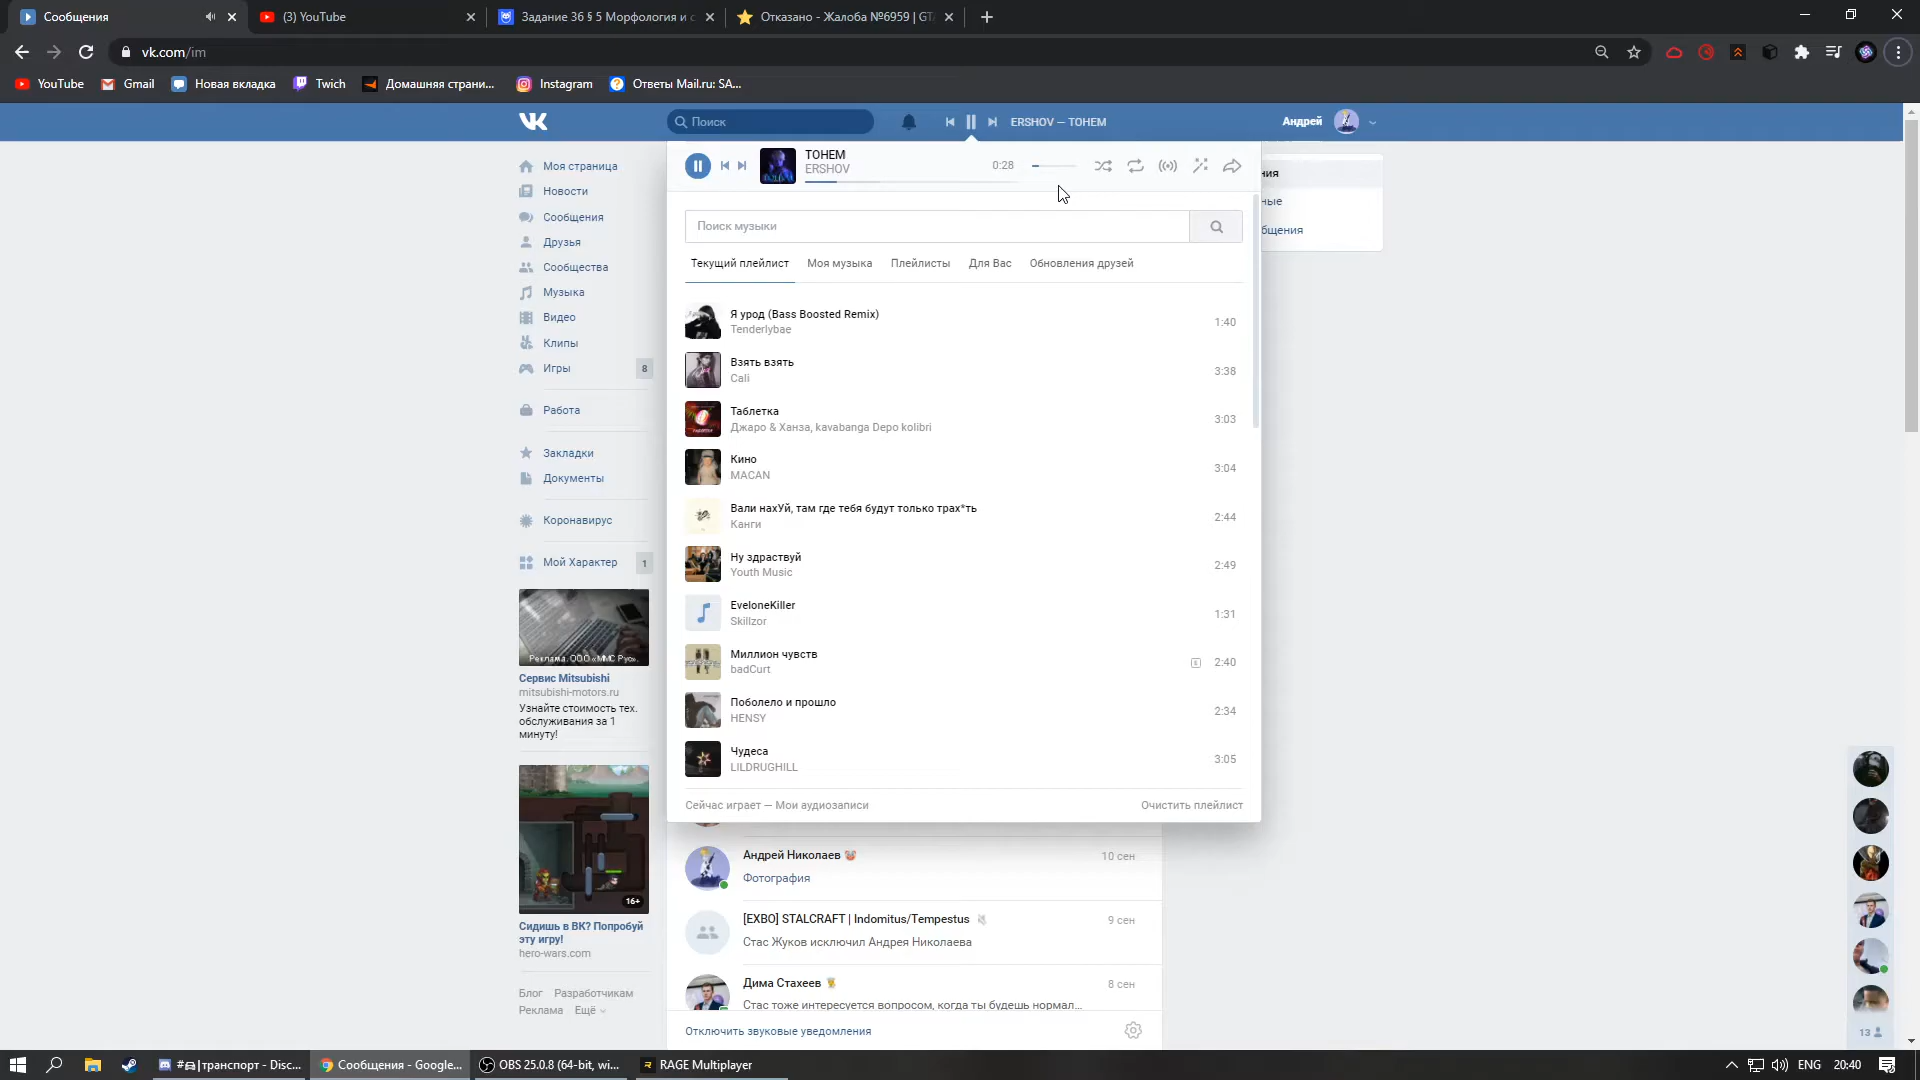 Сообщения
(3) YouTube
Задание 36 § 5 Морфология и с
Отказано - Жалоба №6959 | GT
vk.com/im
YouTube
Gmail
Новая вкладка
Twich
Домашняя страни...
Instagram
Ответы Mail.ru: SA...
Поиск
ERSHOV – ТОНЕМ
Андрей
Моя страница
Новости
Сообщения
Друзья
Сообщества
Музыка
Видео
Клипы
Игры
8
Работа
Закладки
Документы
Коронавирус
Мой Характер
1
Реклама. ООО «ММС Рус».
Сервис Mitsubishi
mitsubishi-motors.ru
Узнайте стоимость тех.
обслуживания за 1
минуту!
16+
Сидишь в ВК? Попробуй
эту игру!
hero-wars.com
Блог Разработчикам
Реклама Ещё
ТОНЕМ
ERSHOV
0:28
Поиск музыки
Текущий плейлист
Моя музыка
Плейлисты
Для Вас
Обновления друзей
Я урод (Bass Boosted Remix)
Tenderlybae
1:40
Взять взять
Cali
3:38
Таблетка
Джаро & Ханза, kavabanga Depo kolibri
3:03
Кино
MACAN
3:04
Вали нахУй, там где тебя будут только трах*ть
Канги
2:44
Ну здраствуй
Youth Music
2:49
EveloneKiller
Skillzor
1:31
Миллион чувств
badCurt
E
2:40
Поболело и прошло
HENSY
2:34
Чудеса
LILDRUGHILL
3:05
Сейчас играет — Мои аудиозаписи
Очистить плейлист
ния
ные
бщения
Андрей Николаев
10 сен
Фотография
[EXBO] STALCRAFT | Indomitus/Tempestus
9 сен
Стас Жуков исключил Андрея Николаева
Дима Стахеев
8 сен
Стас тоже интересуется вопросом, когда ты будешь нормал...
Отключить звуковые уведомления
13
#|транспорт - Disc...
Сообщения - Google...
OBS 25.0.8 (64-bit, wi...
RAGE Multiplayer
ENG
20:40